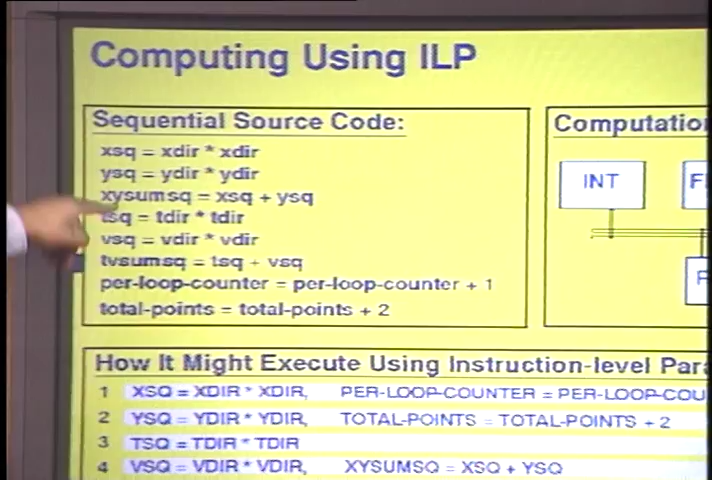 Computing Using ILP
Sequential Source Code:
xsq = xdir * xdir
ysq = ydir * ydir
xysumsq = xsq + ysq
tsq = tdir * tdir
vsq = vdir * vdir
tvsumsq = tsq + vsq
per-loop-counter = per-loop-counter + 1
total-points = total-points + 2
Computatio
INT
F
F
How It Might Execute Using Instruction-level Par
1 XSQ = XDIR * XDIR, PER-LOOP-COUNTER = PER-LOOP-COU
2 YSQ = YDIR * YDIR, TOTAL-POINTS = TOTAL-POINTS + 2
3 TSQ = TDIR * TDIR
4 VSQ = VDIR * VDIR, XYSUMSQ = XSQ + YSQ